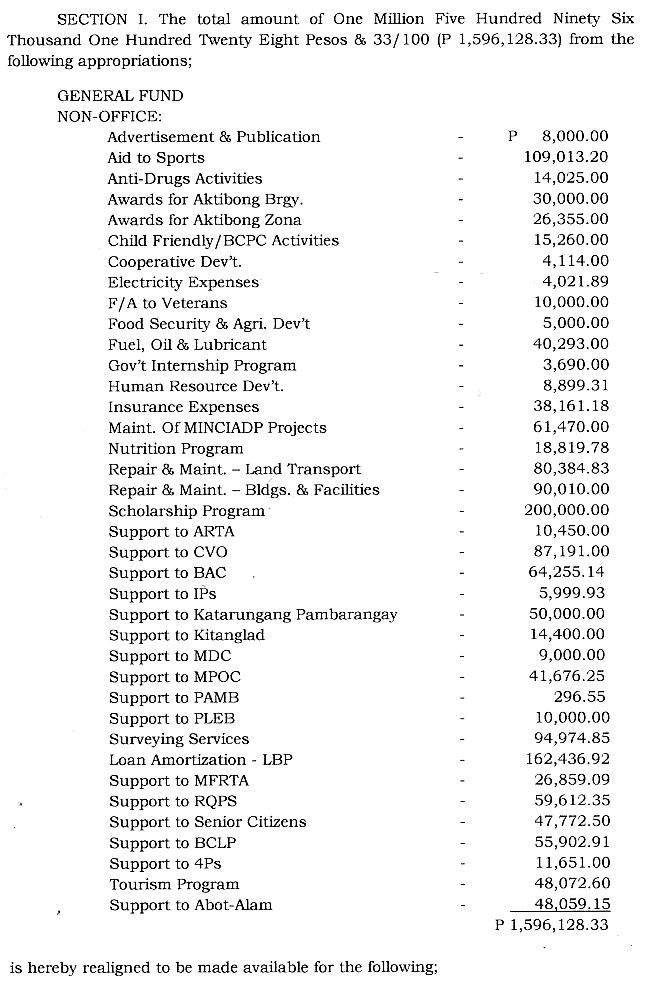 SECTION I. The total amount of One Million Five Hundred Ninety Six
Thousand One Hundred Twenty Eight Pesos & 33/100 (P 1,596,128.33) from the
following appropriations;
GENERAL FUND
NON-OFFICE:
Advertisement & Publication - P 8,000.00
Aid to Sports - 109,013.20
Anti-Drugs Activities - 14,025.00
Awards for Aktibong Brgy. - 30,000.00
Awards for Aktibong Zona - 26,355.00
Child Friendly/BCPC Activities - 15,260.00
Cooperative Dev't. - 4,114.00
Electricity Expenses - 4,021.89
F/A to Veterans - 10,000.00
Food Security & Agri. Dev't - 5,000.00
Fuel, Oil & Lubricant - 40,293.00
Gov't Internship Program - 3,690.00
Human Resource Dev't. - 8,899.31
Insurance Expenses - 38,161.18
Maint. Of MINCIADP Projects - 61,470.00
Nutrition Program - 18,819.78
Repair & Maint. – Land Transport - 80,384.83
Repair & Maint. – Bldgs. & Facilities - 90,010.00
Scholarship Program - 200,000.00
Support to ARTA - 10,450.00
Support to CVO - 87,191.00
Support to BAC - 64,255.14
Support to IPs - 5,999.93
Support to Katarungang Pambarangay - 50,000.00
Support to Kitanglad - 14,400.00
Support to MDC - 9,000.00
Support to MPOC - 41,676.25
Support to PAMB - 296.55
Support to PLEB - 10,000.00
Surveying Services - 94,974.85
Loan Amortization - LBP - 162,436.92
Support to MFRTA - 26,859.09
Support to RQPS - 59,612.35
Support to Senior Citizens - 47,772.50
Support to BCLP - 55,902.91
Support to 4Ps - 11,651.00
Tourism Program - 48,072.60
Support to Abot-Alam - 48,059.15
P 1,596,128.33
is hereby realigned to be made available for the following;